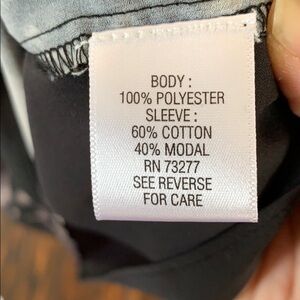 BODY :
100% POLYESTER
SLEEVE :
60% COTTON
40% MODAL
RN 73277
SEE REVERSE
FOR CARE